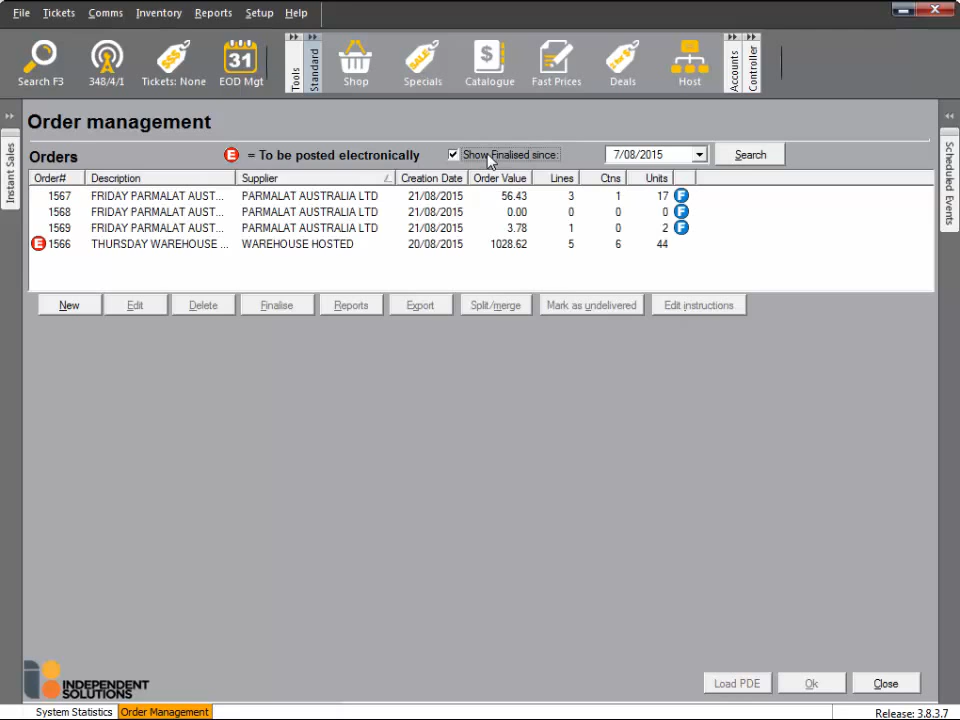 File Tickets Comms Inventory Reports Setup Help
Search F3 348/4/1 Tickets: None 31 EOD Mgt Tools Standard Shop SALE Specials $ Catalogue Fast Prices 2 for $ Deals Host Accounts Controller
Order management
Orders E = To be posted electronically Show Finalised since: 7/08/2015 Search
Order# Description Supplier Creation Date Order Value Lines Ctns Units
1567 FRIDAY PARMALAT AUST... PARMALAT AUSTRALIA LTD 21/08/2015 56.43 3 1 17 F
1568 FRIDAY PARMALAT AUST... PARMALAT AUSTRALIA LTD 21/08/2015 0.00 0 0 0 F
1569 FRIDAY PARMALAT AUST... PARMALAT AUSTRALIA LTD 21/08/2015 3.78 1 0 2 F
E 1566 THURSDAY WAREHOUSE ... WAREHOUSE HOSTED 20/08/2015 1028.62 5 6 44
New Edit Delete Finalise Reports Export Split/merge Mark as undelivered Edit instructions
Instant Sales
Scheduled Events
INDEPENDENT
SOLUTIONS
Load PDE Ok Close
System Statistics Order Management Release: 3.8.3.7